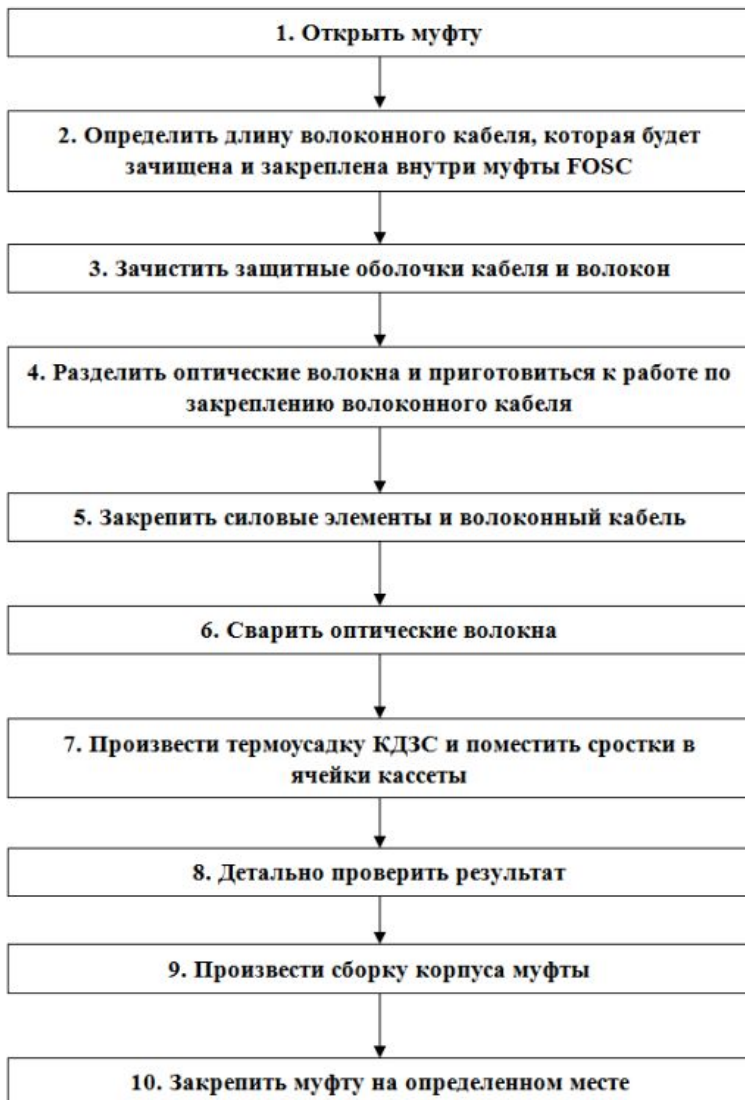 1. Открыть муфту
2. Определить длину волоконного кабеля, которая будет
зачищена и закреплена внутри муфты FOSC
3. Зачистить защитные оболочки кабеля и волокон
4. Разделить оптические волокна и приготовиться к работе по
закреплению волоконного кабеля
5. Закрепить силовые элементы и волоконный кабель
6. Сварить оптические волокна
7. Произвести термоусадку КДЗС и поместить сростки в
ячейки кассеты
8. Детально проверить результат
9. Произвести сборку корпуса муфты
10. Закрепить муфту на определенном месте